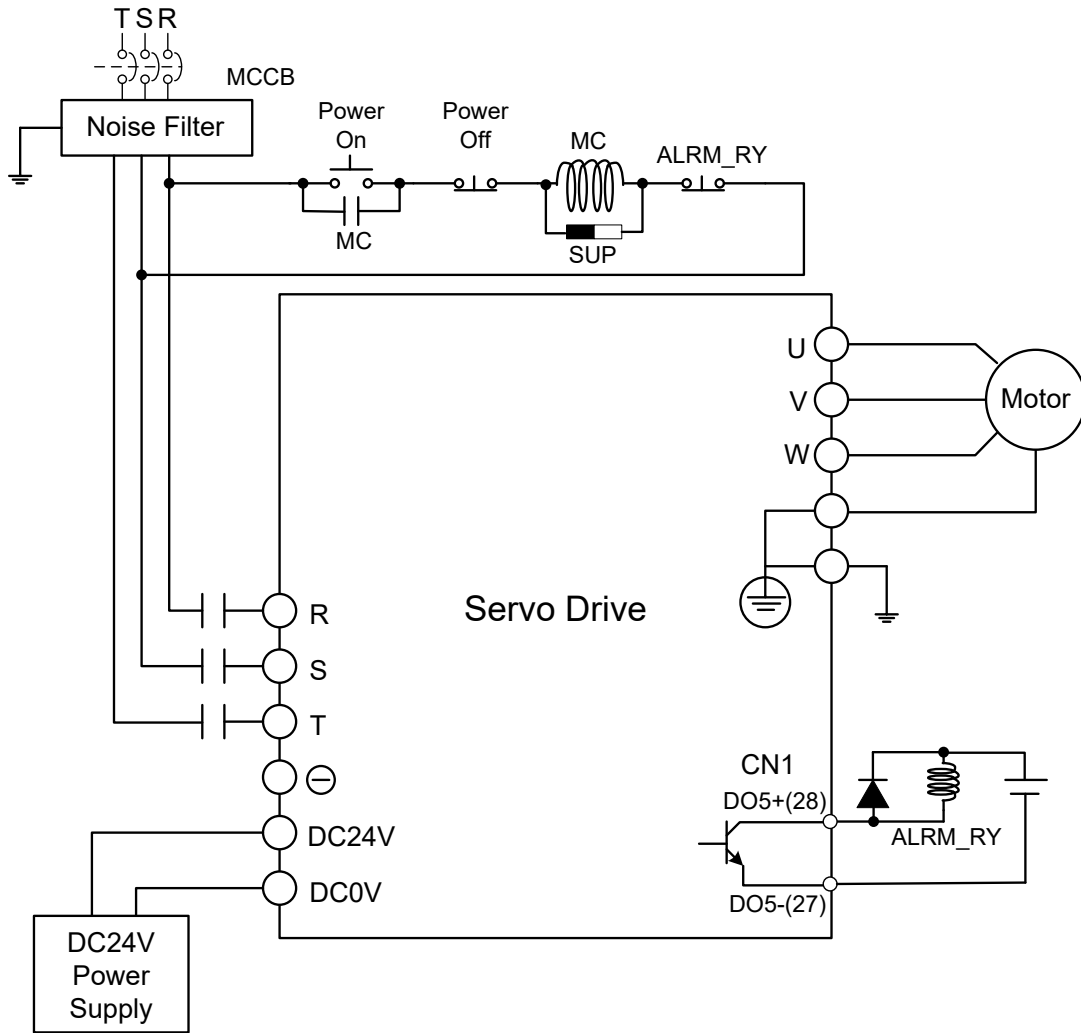 T S R
MCCB
Noise Filter
Power
On
Power
Off
MC
ALRM_RY
MC
SUP
U
V
W
Motor
Servo Drive
R
S
T
DC24V
DC0V
CN1
DO5+(28)
ALRM_RY
DO5-(27)
DC24V
Power
Supply